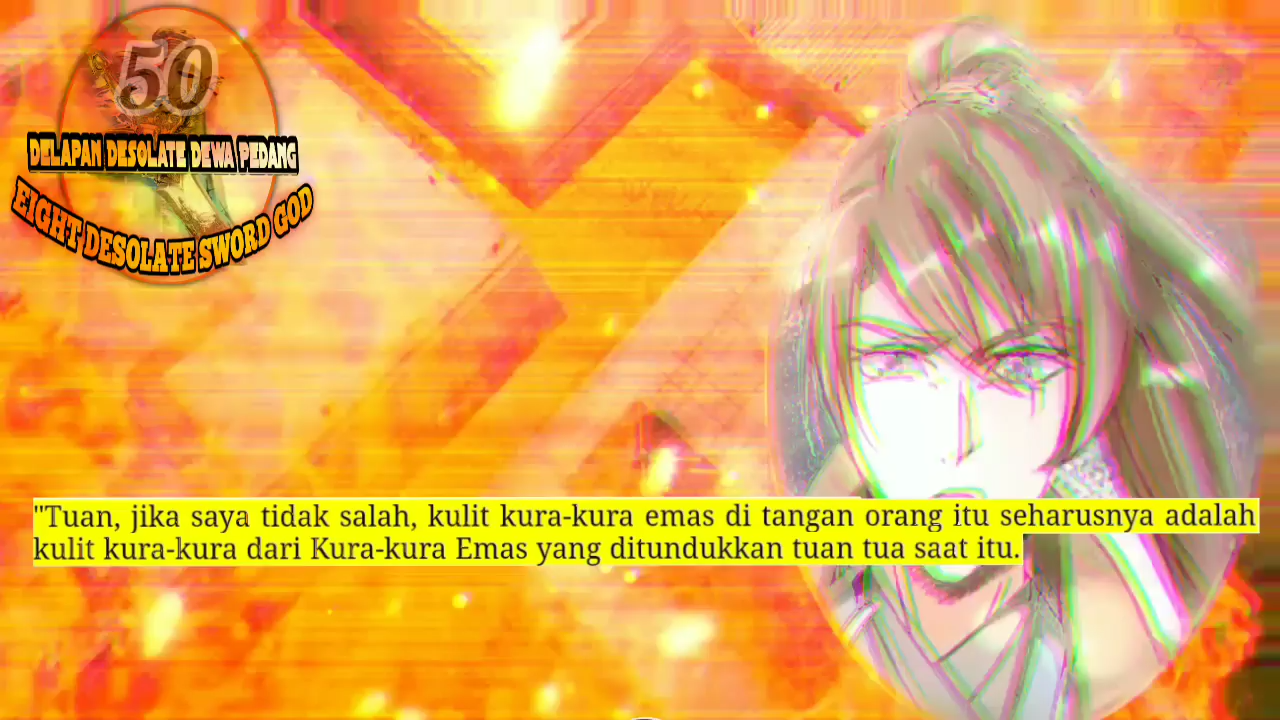 50
DELAPAN DESOLATE DEWA PEDANG
EIGHT DESOLATE SWORD GOD
"Tuan, jika saya tidak salah, kulit kura-kura emas di tangan orang itu seharusnya adalah
kulit kura-kura dari Kura-kura Emas yang ditundukkan tuan tua saat itu.